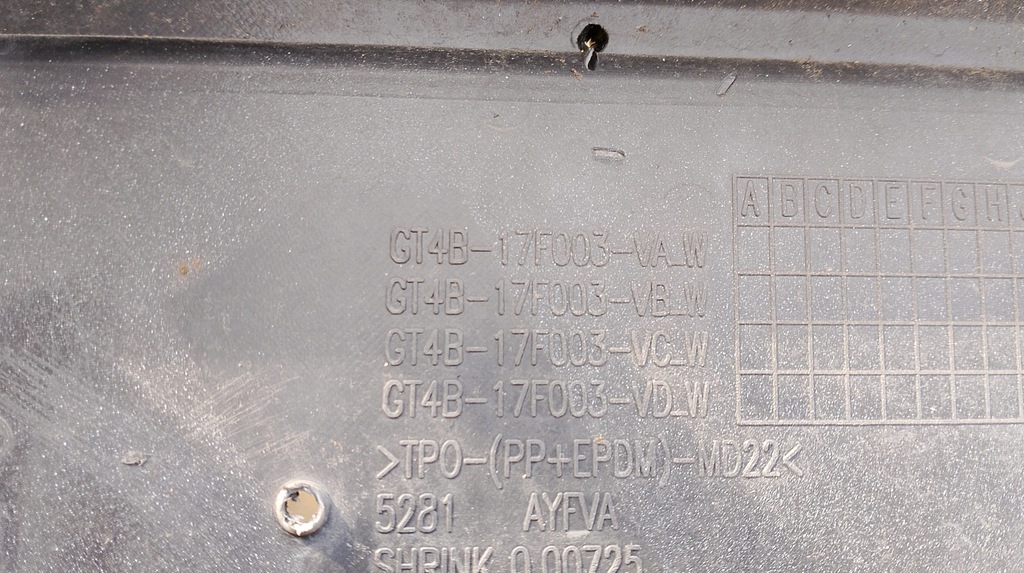 A B C D E F G H J
GT4B-17F003-VA_W
GT4B-17F003-VB_W
GT4B-17F003-VC_W
GT4B-17F003-VD_W
>TPO-(PP+EPDM)-MD22<
5281 AYFVA
SHRINK 0.00725